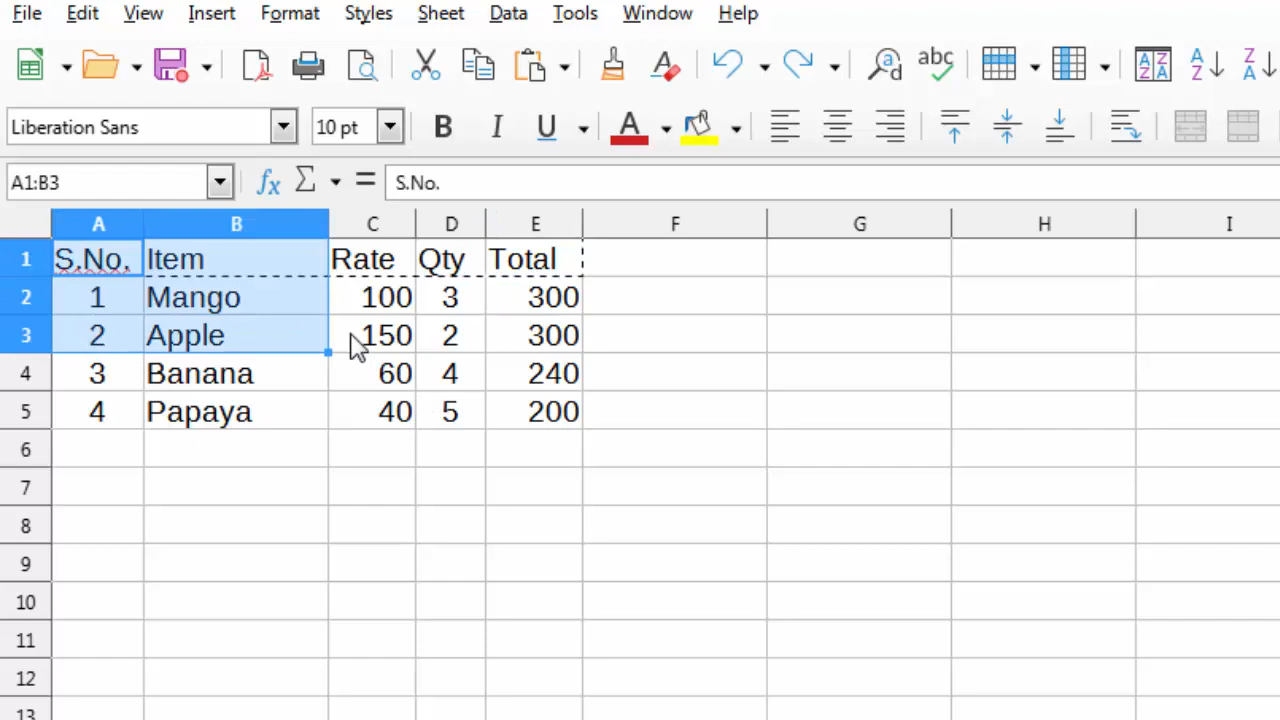 File Edit View Insert Format Styles Sheet Data Tools Window Help
abc
A Z A Z
Z A Z A
A Z
Z A
Liberation Sans 10 pt B I U A
A1:B3 fx Σ = S.No.
A B C D E F G H I
1 S.No. Item Rate Qty Total
2 1 Mango 100 3 300
3 2 Apple 150 2 300
4 3 Banana 60 4 240
5 4 Papaya 40 5 200
6
7
8
9
10
11
12
13